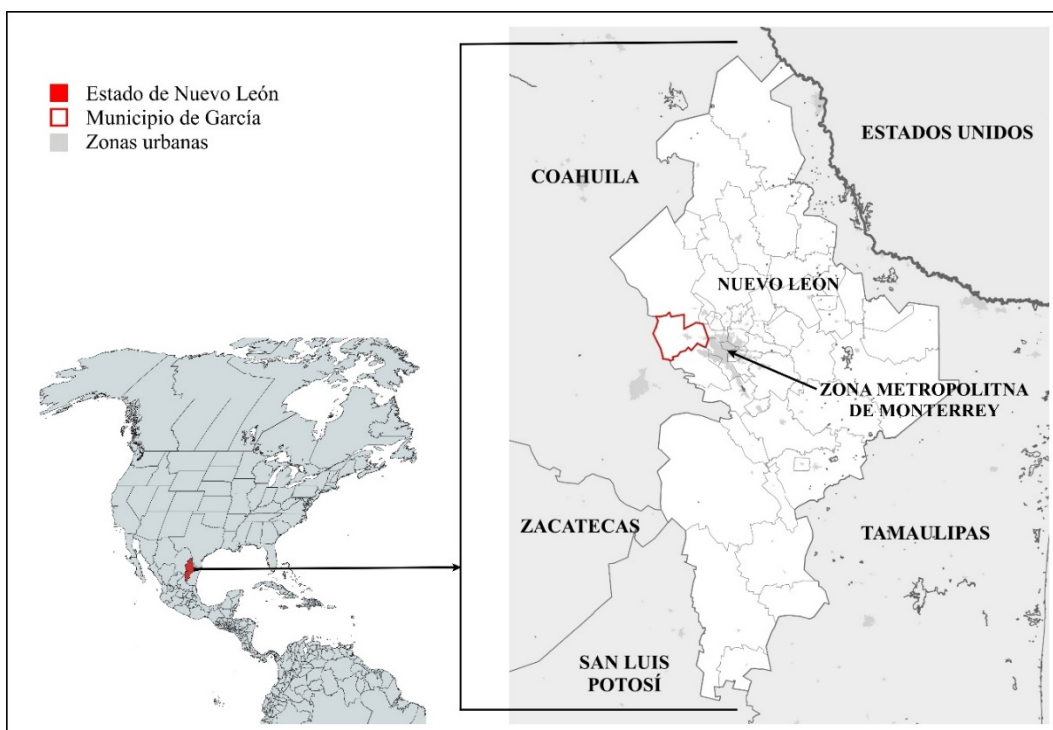 Estado de Nuevo León
Municipio de García
Zonas urbanas
ESTADOS UNIDOS
COAHUILA
NUEVO LEÓN
ZONA METROPOLITNA
DE MONTERREY
ZACATECAS
TAMAULIPAS
SAN LUIS
POTOSÍ